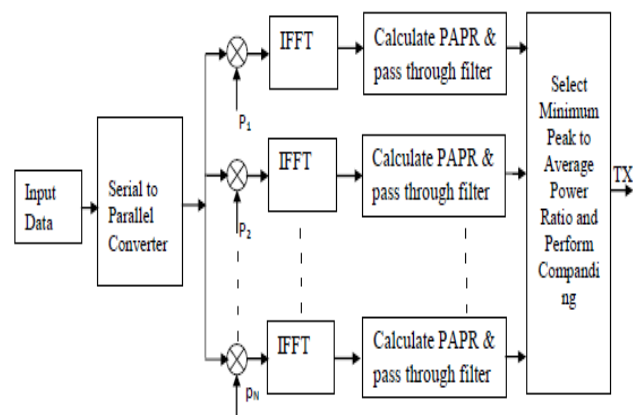 IFFT
Calculate PAPR &
pass through filter
P1
Input
Data
Serial to
Parallel
Converter
IFFT
Calculate PAPR &
pass through filter
P2
IFFT
Calculate PAPR &
pass through filter
pN
Select
Minimum
Peak to
Average
Power
Ratio and
Perform
Compandi
ng
TX